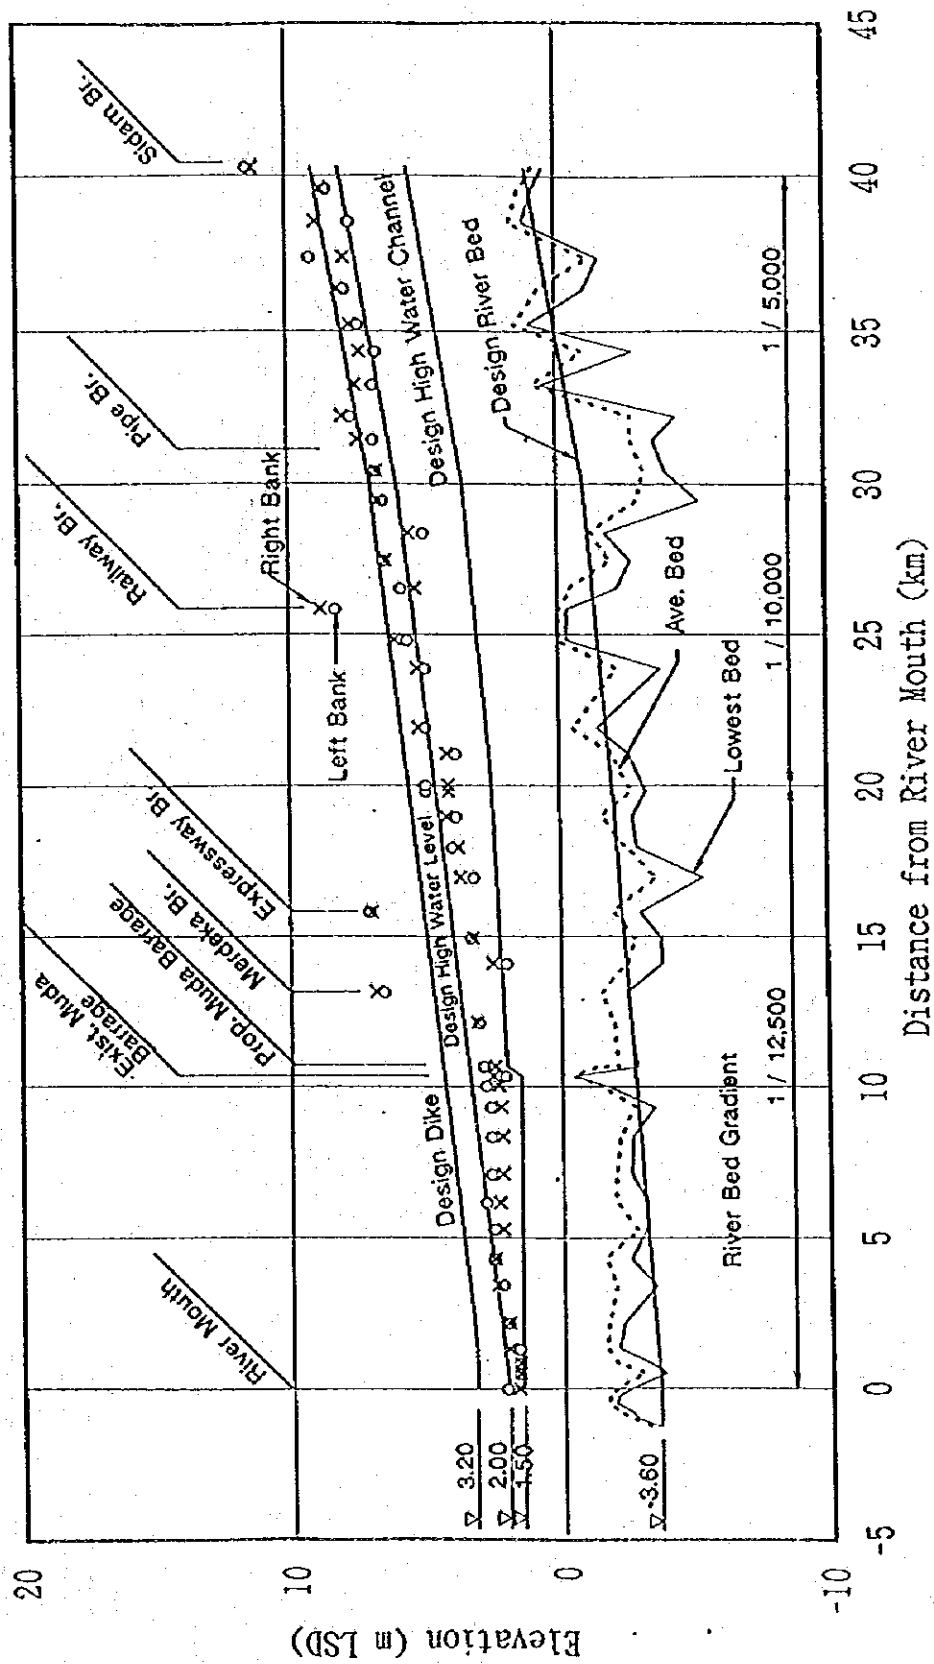 Elevation (m LSD)
20
10
0
-10
River Mouth
Exist. Muda
Barrage
Prop. Muda Barrage
Merdeka Br.
Expressway Br.
Railway Br.
Pipe Br.
Sidam Br.
Left Bank
Right Bank
Design Dike
Design High Water Level
Design High Water Channel
Design River Bed
Ave. Bed
Lowest Bed
3.20
2.00
1.50
-3.60
River Bed Gradient
1 / 12,500
1 / 10,000
1 / 5,000
-5
0
5
10
15
20
25
30
35
40
45
Distance from River Mouth (km)